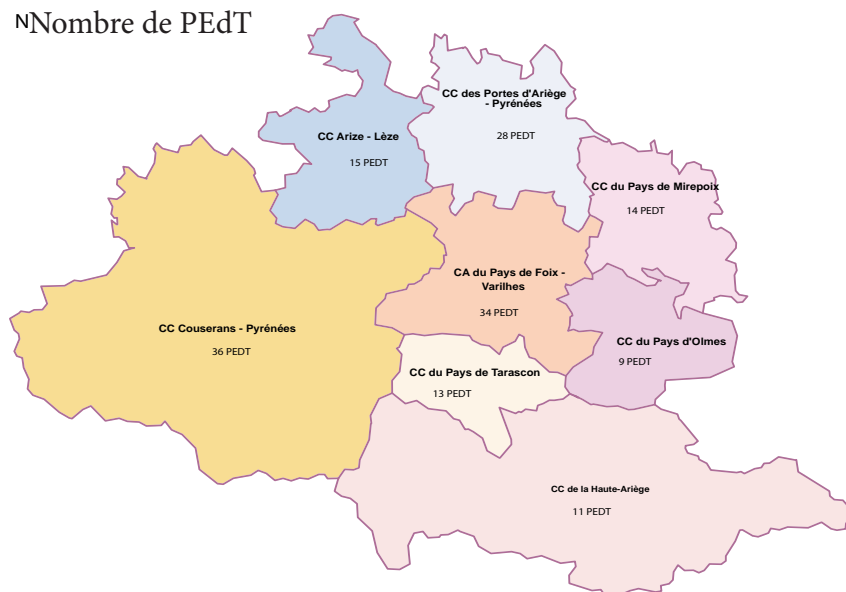 NNombre de PEdT
CC des Portes d'Ariège
- Pyrénées
28 PEDT
CC Arize - Lèze
15 PEDT
CC du Pays de Mirepoix
14 PEDT
CA du Pays de Foix -
Varilhes
34 PEDT
CC Couserans - Pyrénées
36 PEDT
CC du Pays d'Olmes
9 PEDT
CC du Pays de Tarascon
13 PEDT
CC de la Haute-Ariège
11 PEDT